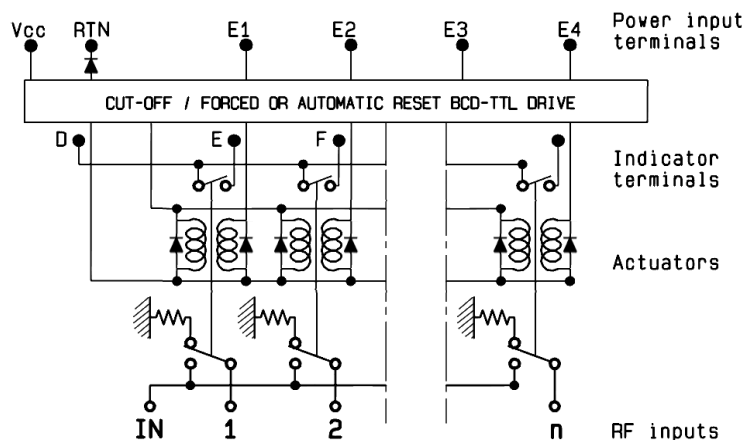 Vcc RTN E1 E2 E3 E4 Power input
terminals
CUT-OFF / FORCED OR AUTOMATIC RESET BCD-TTL DRIVE
D E F
Indicator
terminals
Actuators
IN 1 2 n RF inputs